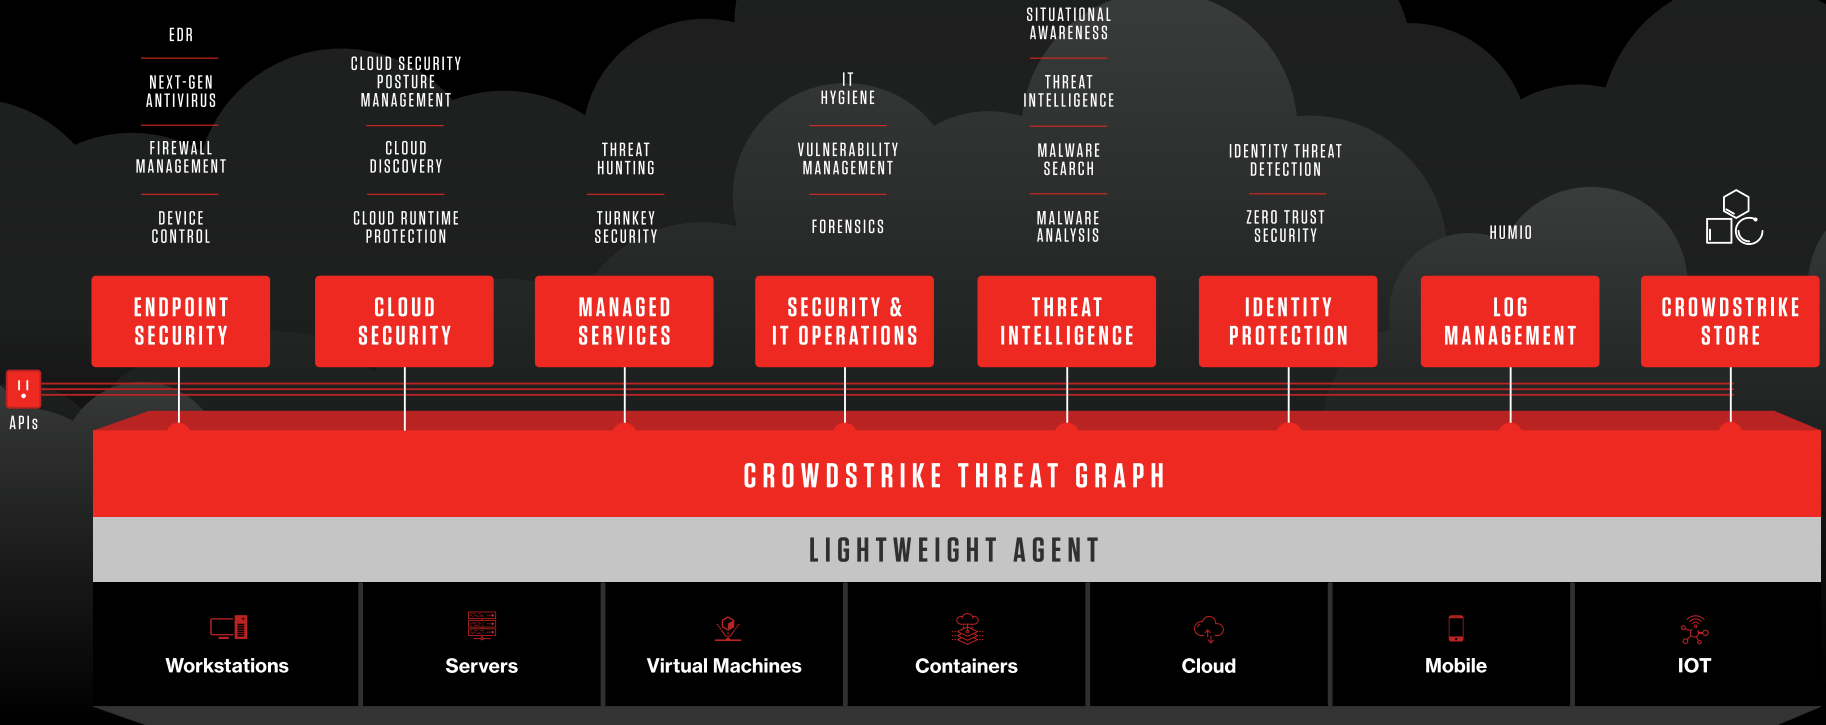 EDR
NEXT-GEN
ANTIVIRUS
FIREWALL
MANAGEMENT
DEVICE
CONTROL
ENDPOINT
SECURITY
CLOUD SECURITY
POSTURE
MANAGEMENT
CLOUD
DISCOVERY
CLOUD RUNTIME
PROTECTION
CLOUD
SECURITY
THREAT
HUNTING
TURNKEY
SECURITY
MANAGED
SERVICES
IT
HYGIENE
VULNERABILITY
MANAGEMENT
FORENSICS
SECURITY &
IT OPERATIONS
SITUATIONAL
AWARENESS
THREAT
INTELLIGENCE
MALWARE
SEARCH
MALWARE
ANALYSIS
THREAT
INTELLIGENCE
IDENTITY THREAT
DETECTION
ZERO TRUST
SECURITY
IDENTITY
PROTECTION
HUMIO
LOG
MANAGEMENT
CROWDSTRIKE
STORE
APIs
CROWDSTRIKE THREAT GRAPH
LIGHTWEIGHT AGENT
Workstations
Servers
Virtual Machines
Containers
Cloud
Mobile
IOT